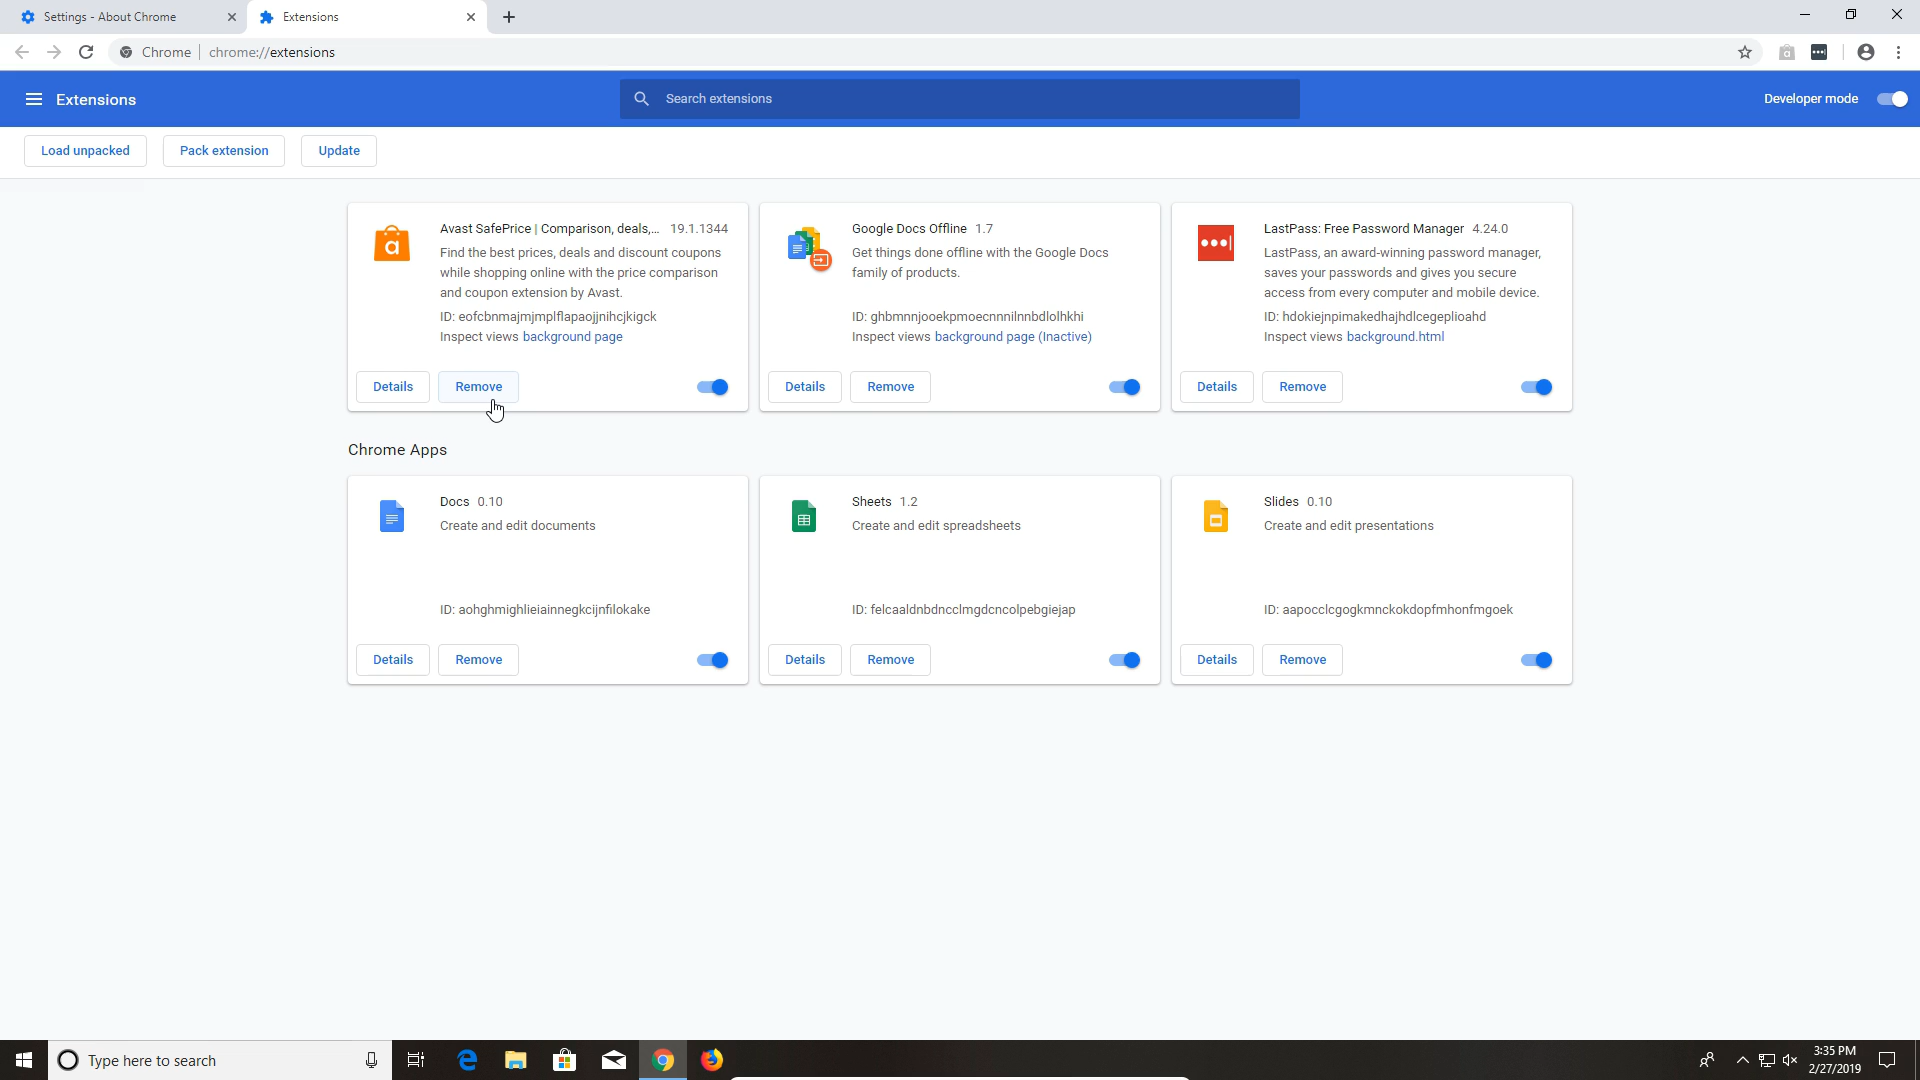 Settings - About Chrome
Extensions
Chrome | chrome://extensions
Extensions
Search extensions
Developer mode
Load unpacked
Pack extension
Update
Avast SafePrice | Comparison, deals,... 19.1.1344
Find the best prices, deals and discount coupons
while shopping online with the price comparison
and coupon extension by Avast.
ID: eofcbnmajmjmplflapaojjnihcjkigck
Inspect views background page
Details
Remove
Google Docs Offline 1.7
Get things done offline with the Google Docs
family of products.
ID: ghbmnnjooekpmoecnnnilnnbdlolhkhi
Inspect views background page (Inactive)
Details
Remove
LastPass: Free Password Manager 4.24.0
LastPass, an award-winning password manager,
saves your passwords and gives you secure
access from every computer and mobile device.
ID: hdokiejnpimakedhajhdlcegeplioahd
Inspect views background.html
Details
Remove
Chrome Apps
Docs 0.10
Create and edit documents
ID: aohghmighlieiainnegkcijnfilokake
Details
Remove
Sheets 1.2
Create and edit spreadsheets
ID: felcaaldnbdncclmgdcncolpebgiejap
Details
Remove
Slides 0.10
Create and edit presentations
ID: aapocclcgogkmnckokdopfmhonfmgoek
Details
Remove
Type here to search
3:35 PM
2/27/2019